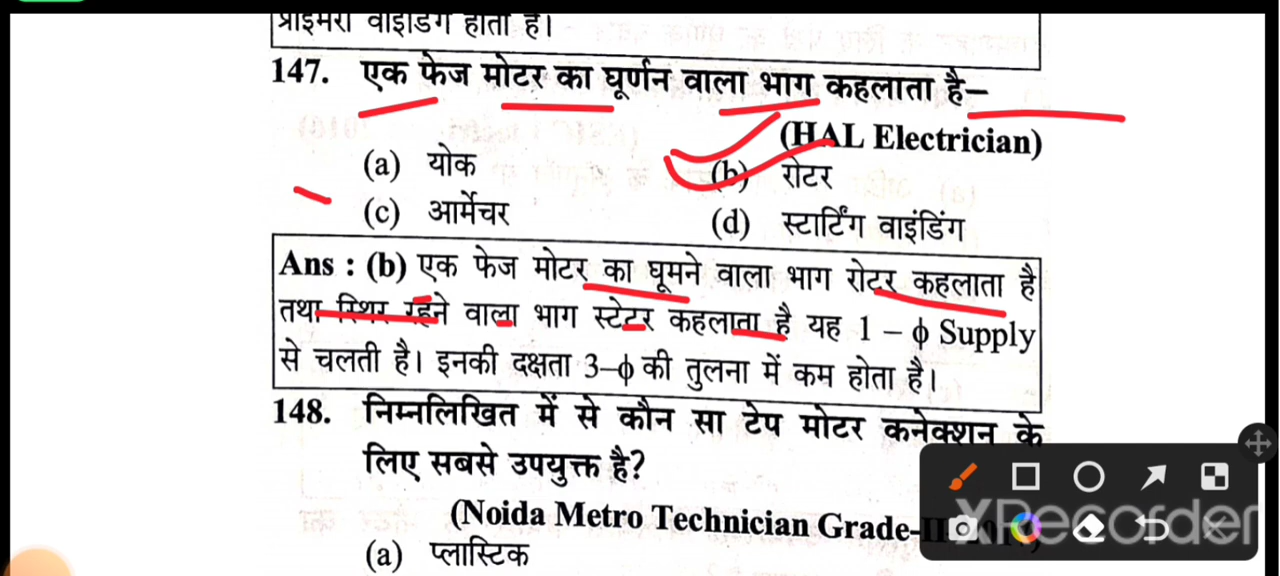 प्राइमरी वाइंडिंग होती है।
147. एक फेज मोटर का घूर्णन वाला भाग कहलाता है–
(HAL Electrician)
(a) योक (b) रोटर
(c) आर्मेचर (d) स्टार्टिंग वाइंडिंग
Ans : (b) एक फेज मोटर का घूमने वाला भाग रोटर कहलाता है
तथा स्थिर रहने वाला भाग स्टेटर कहलाता है यह 1 – ϕ Supply
से चलती है। इनकी दक्षता 3–ϕ की तुलना में कम होता है।
148. निम्नलिखित में से कौन सा टेप मोटर कनेक्शन के
लिए सबसे उपयुक्त है?
(Noida Metro Technician Grade-
XRecorder
(a) प्लास्टिक